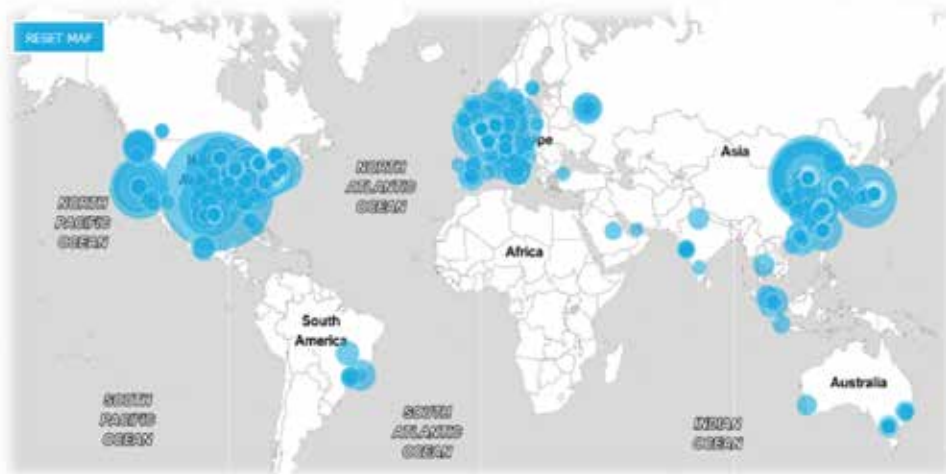 RESET MAP
NORTH
PACIFIC
OCEAN
NORTH
ATLANTIC
OCEAN
Asia
Africa
South
America
Australia
SOUTH
PACIFIC
OCEAN
SOUTH
ATLANTIC
OCEAN
INDIAN
OCEAN